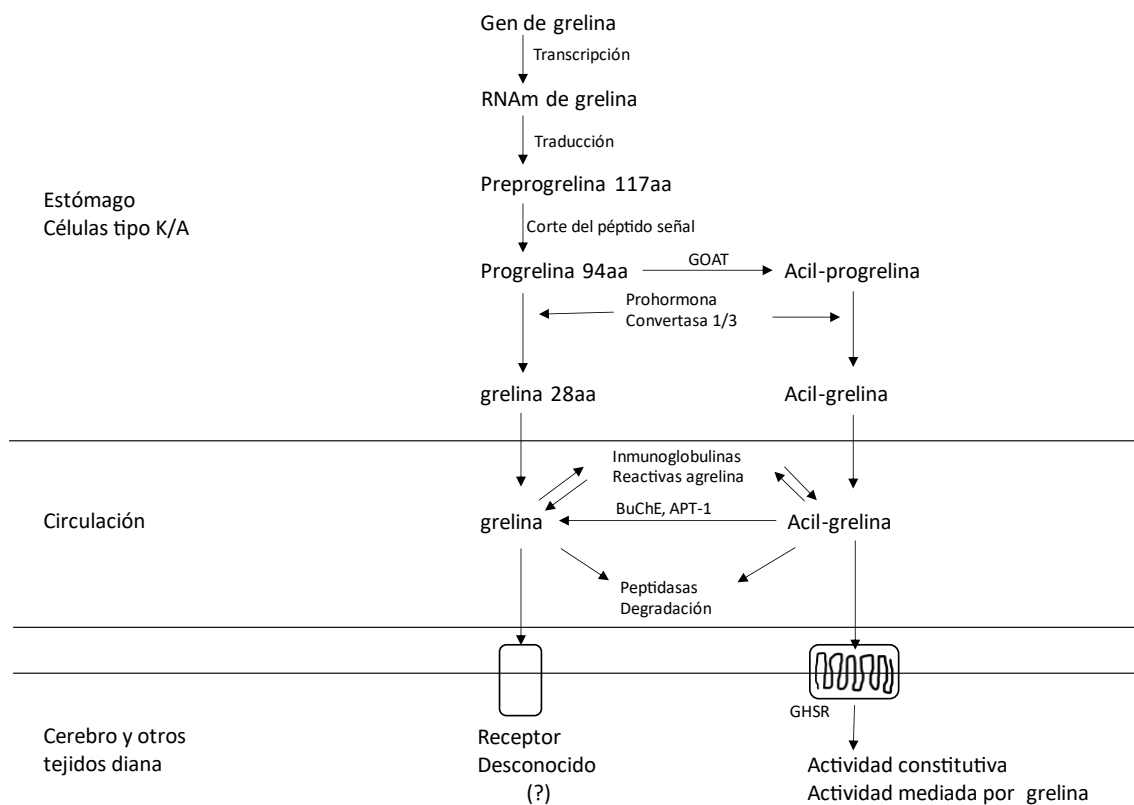 Gen de grelina
Transcripción
RNAm de grelina
Traducción
Preprogrelina 117aa
Estómago
Células tipo K/A
Corte del péptido señal
Progrelina 94aa
GOAT
Acil-progrelina
Prohormona
Convertasa 1/3
grelina 28aa
Acil-grelina
Inmunoglobulinas
Reactivas agrelina
Circulación
grelina
BuChE, APT-1
Acil-grelina
Peptidasas
Degradación
GHSR
Cerebro y otros
tejidos diana
Receptor
Desconocido
(?)
Actividad constitutiva
Actividad mediada por grelina